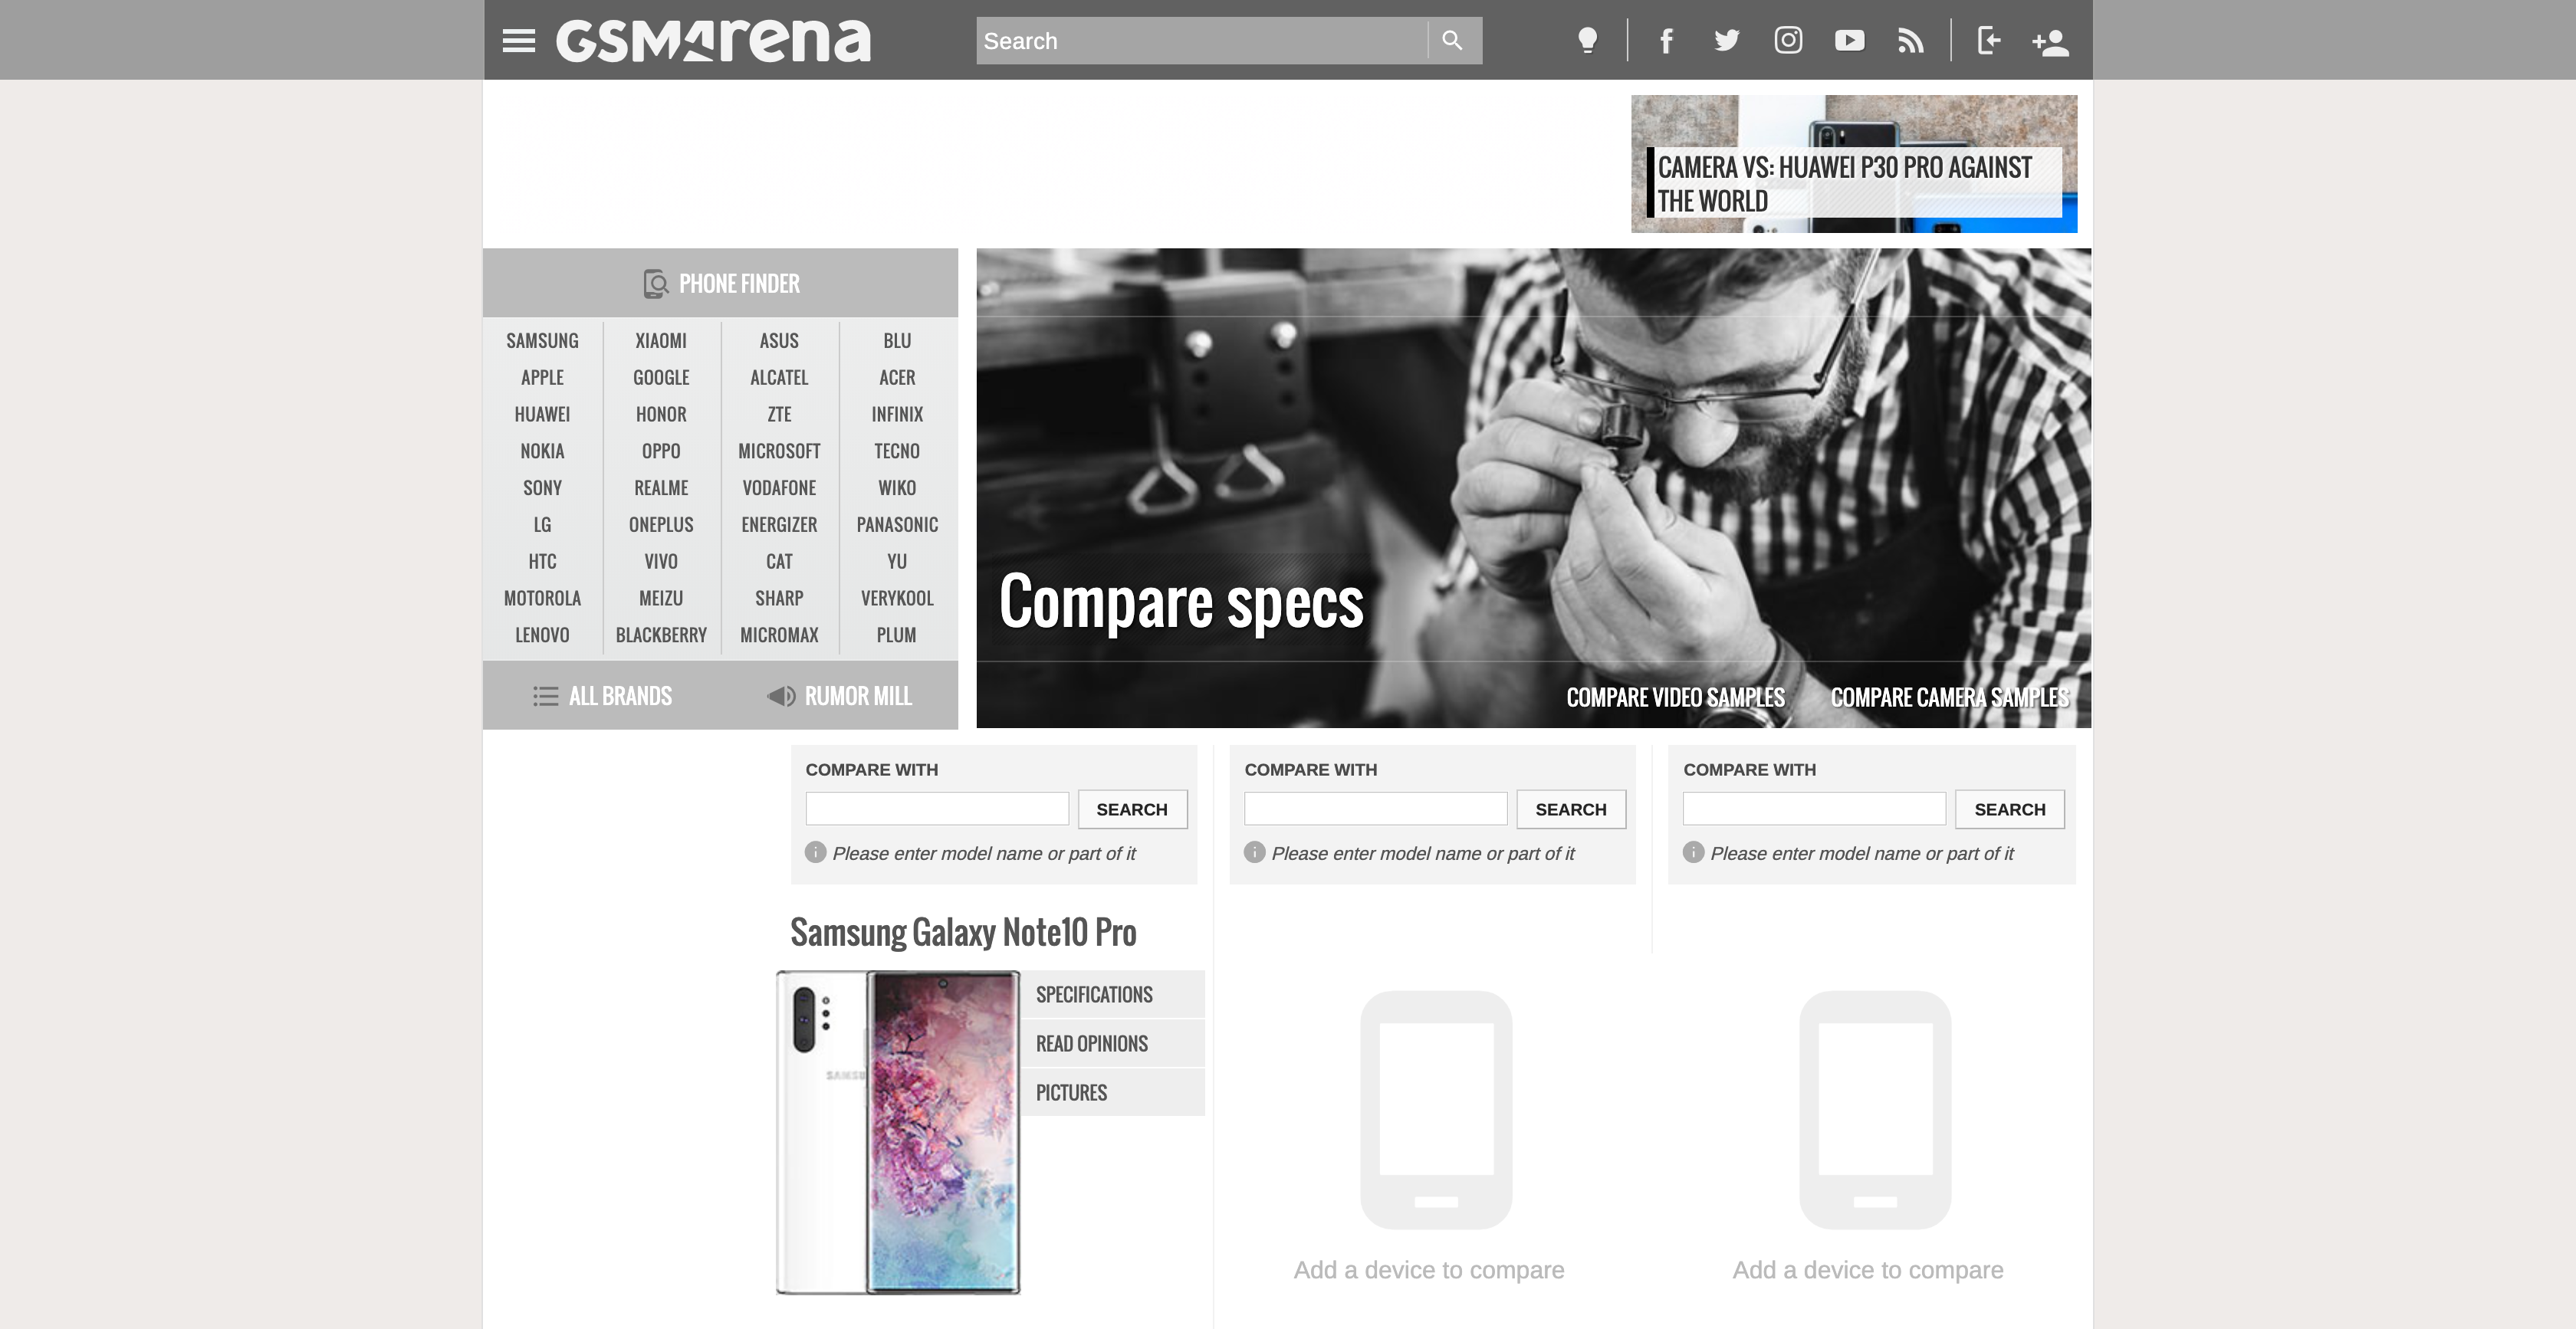 GSMArena
Search
CAMERA VS: HUAWEI P30 PRO AGAINST
THE WORLD
PHONE FINDER
SAMSUNG XIAOMI ASUS BLU
APPLE GOOGLE ALCATEL ACER
HUAWEI HONOR ZTE INFINIX
NOKIA OPPO MICROSOFT TECNO
SONY REALME VODAFONE WIKO
LG ONEPLUS ENERGIZER PANASONIC
HTC VIVO CAT YU
MOTOROLA MEIZU SHARP VERYKOOL
LENOVO BLACKBERRY MICROMAX PLUM
ALL BRANDS RUMOR MILL
Compare specs
COMPARE VIDEO SAMPLES COMPARE CAMERA SAMPLES
COMPARE WITH COMPARE WITH COMPARE WITH
SEARCH SEARCH SEARCH
Please enter model name or part of it Please enter model name or part of it Please enter model name or part of it
Samsung Galaxy Note10 Pro
SPECIFICATIONS
READ OPINIONS
SAMSU
PICTURES
Add a device to compare Add a device to compare